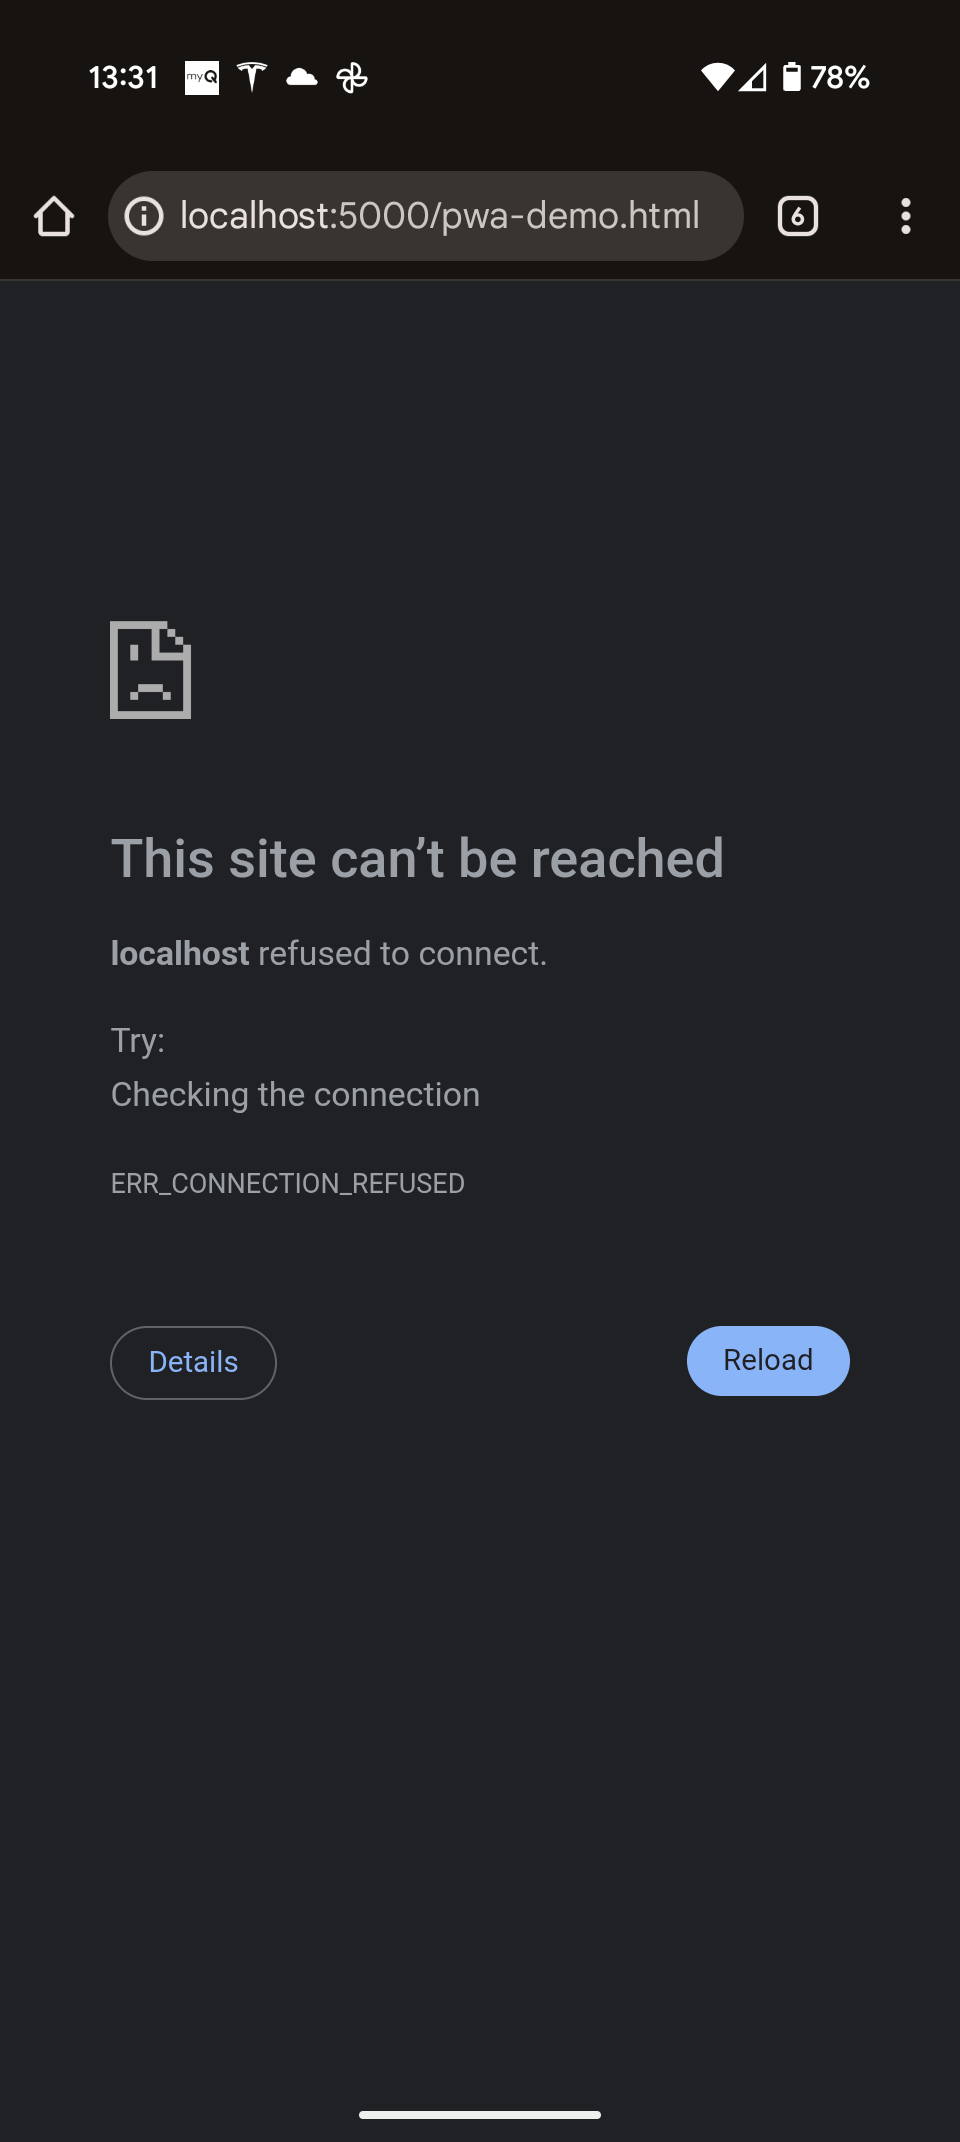 13:31 myQ 78%
localhost:5000/pwa-demo.html 6
This site can’t be reached
localhost refused to connect.
Try:
Checking the connection
ERR_CONNECTION_REFUSED
Details Reload